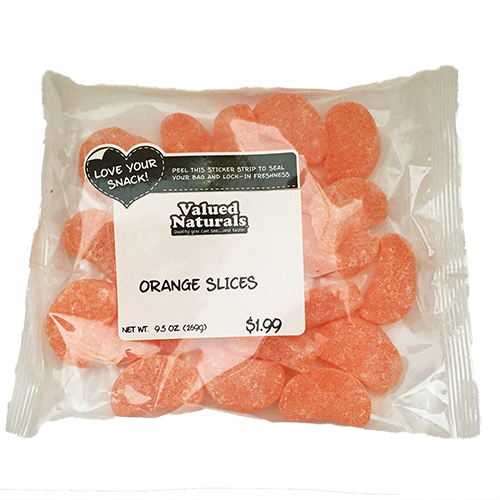 LOVE YOUR
SNACK!
PEEL THIS STICKER STRIP TO SEAL
YOUR BAG AND LOCK-IN FRESHNESS
Valued
Naturals
Quality you can see...and taste!
ORANGE SLICES
NET WT. 9.5 OZ. (269g)
$1.99